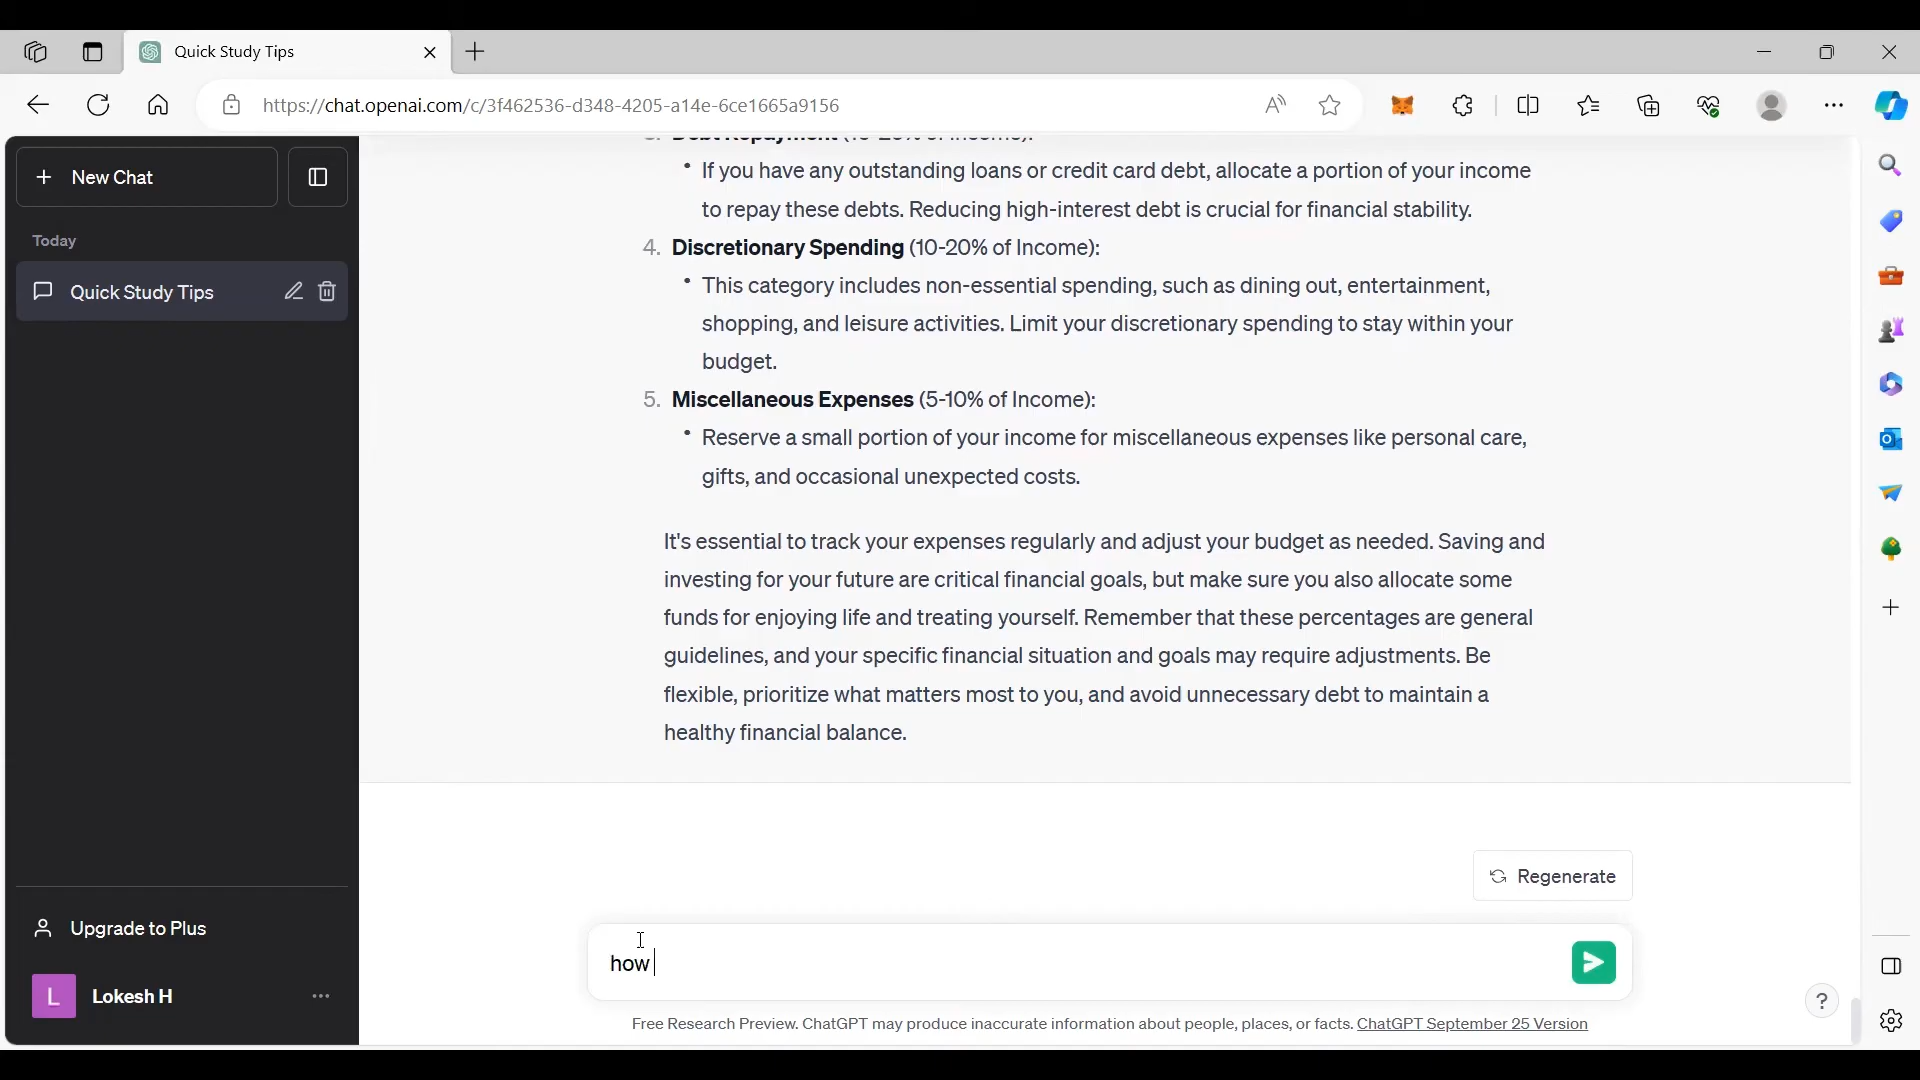 Quick Study Tips
https://chat.openai.com/c/3f462536-d348-4205-a14e-6ce1665a9156
New Chat
Today
Quick Study Tips
Upgrade to Plus
L Lokesh H
If you have any outstanding loans or credit card debt, allocate a portion of your income
to repay these debts. Reducing high-interest debt is crucial for financial stability.
4. Discretionary Spending (10-20% of Income):
• This category includes non-essential spending, such as dining out, entertainment,
shopping, and leisure activities. Limit your discretionary spending to stay within your
budget.
5. Miscellaneous Expenses (5-10% of Income):
• Reserve a small portion of your income for miscellaneous expenses like personal care,
gifts, and occasional unexpected costs.
It's essential to track your expenses regularly and adjust your budget as needed. Saving and
investing for your future are critical financial goals, but make sure you also allocate some
funds for enjoying life and treating yourself. Remember that these percentages are general
guidelines, and your specific financial situation and goals may require adjustments. Be
flexible, prioritize what matters most to you, and avoid unnecessary debt to maintain a
healthy financial balance.
Regenerate
how
Free Research Preview. ChatGPT may produce inaccurate information about people, places, or facts. ChatGPT September 25 Version
?